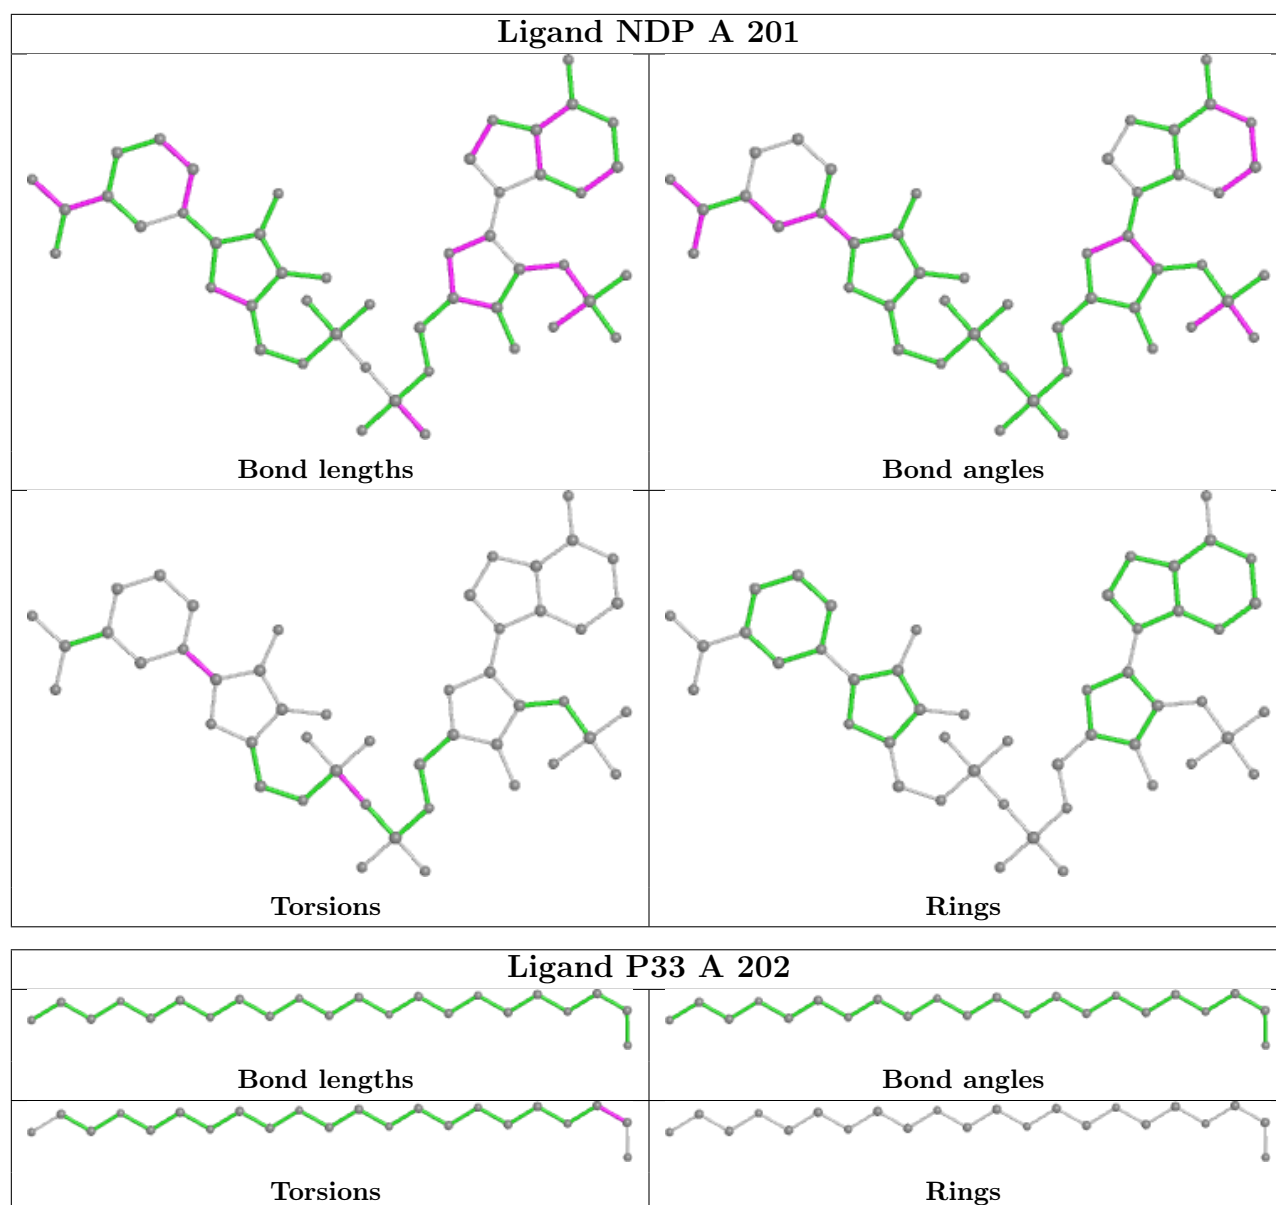 Ligand NDP A 201
Bond lengths
Bond angles
Torsions
Rings
Ligand P33 A 202
Bond lengths
Bond angles
Torsions
Rings